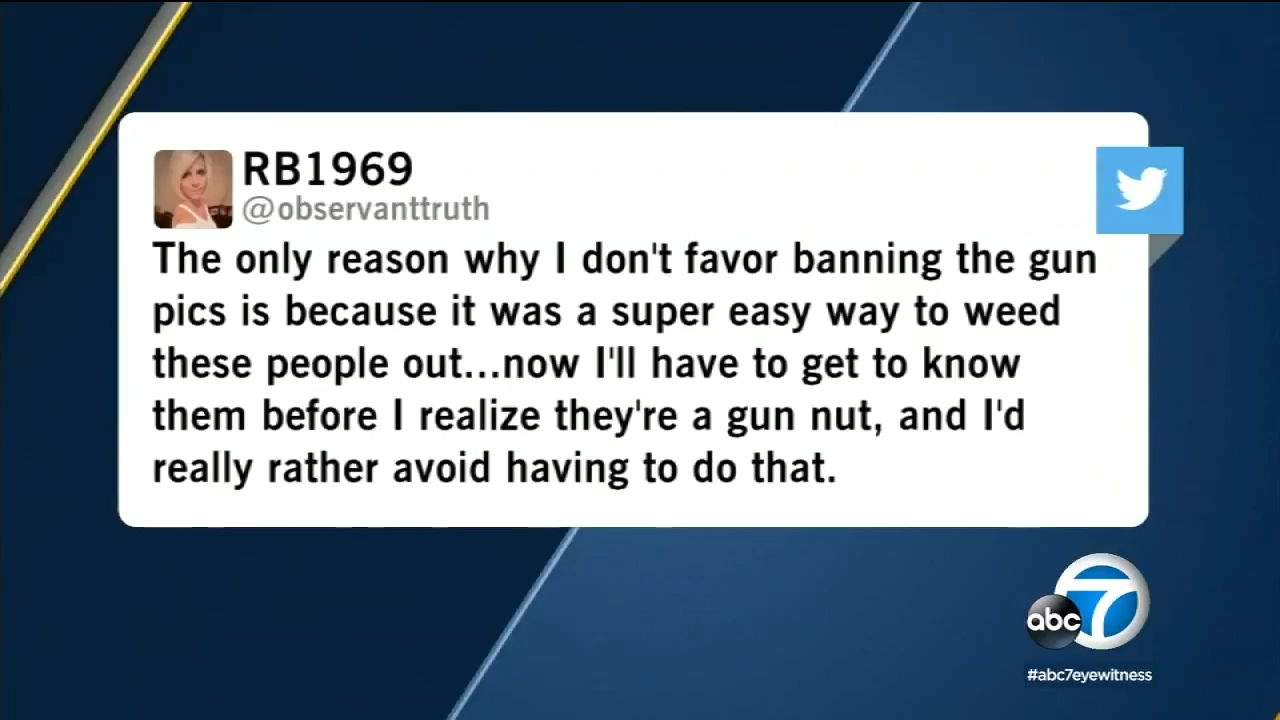 RB1969
@observanttruth
The only reason why I don't favor banning the gun
pics is because it was a super easy way to weed
these people out...now I'll have to get to know
them before I realize they're a gun nut, and I'd
really rather avoid having to do that.
abc 7
#abc7eyewitness